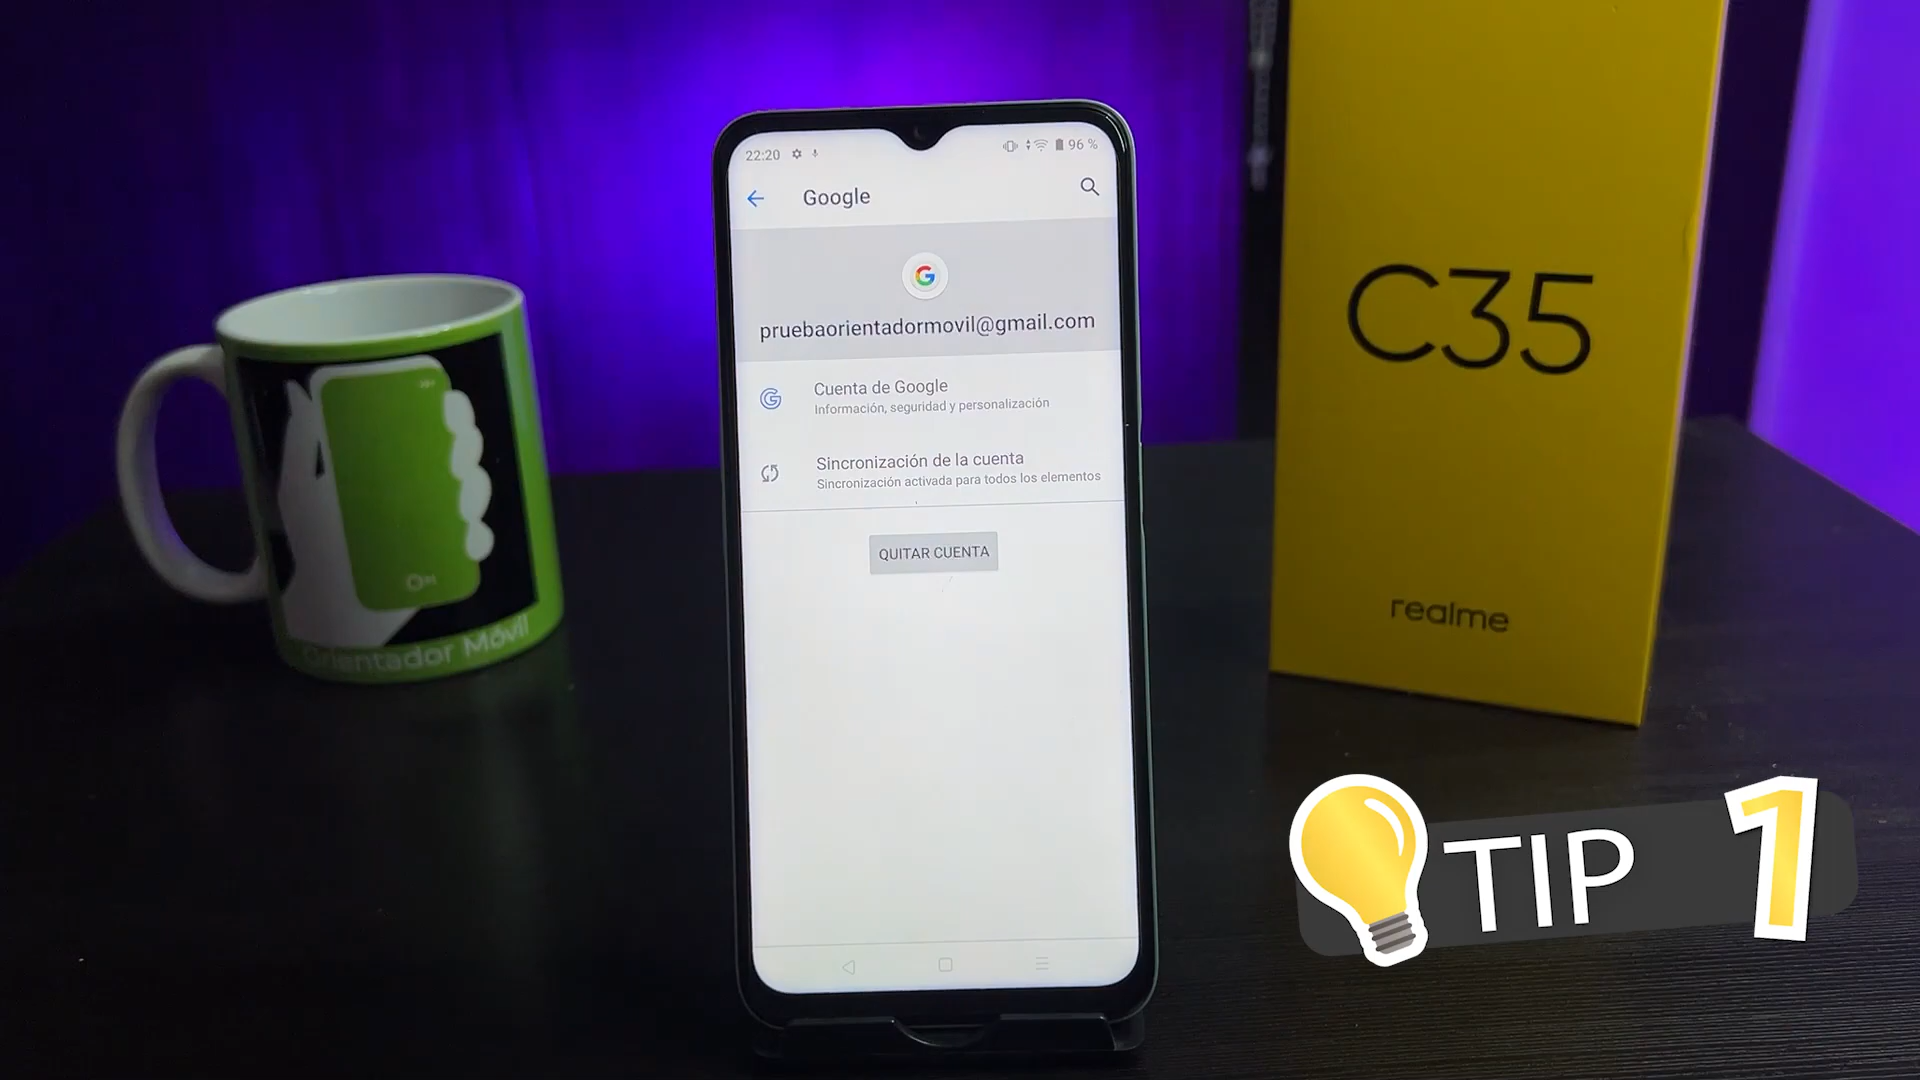 22:20
96 %
Google
pruebaorientadormovil@gmail.com
Cuenta de Google
Información, seguridad y personalización
Sincronización de la cuenta
Sincronización activada para todos los elementos
QUITAR CUENTA
Orientador Móvil
C35
realme
TIP 1